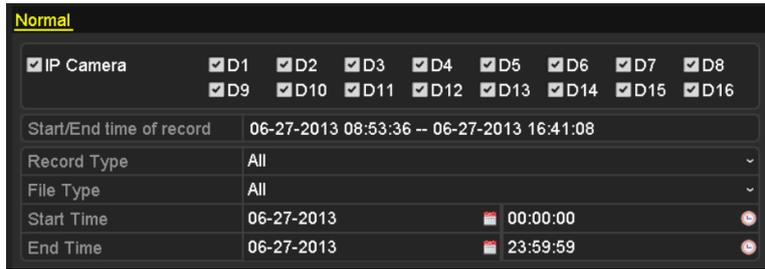 Normal
IP Camera D1 D2 D3 D4 D5 D6 D7 D8
D9 D10 D11 D12 D13 D14 D15 D16
Start/End time of record 06-27-2013 08:53:36 -- 06-27-2013 16:41:08
Record Type All
File Type All
Start Time 06-27-2013 00:00:00
End Time 06-27-2013 23:59:59